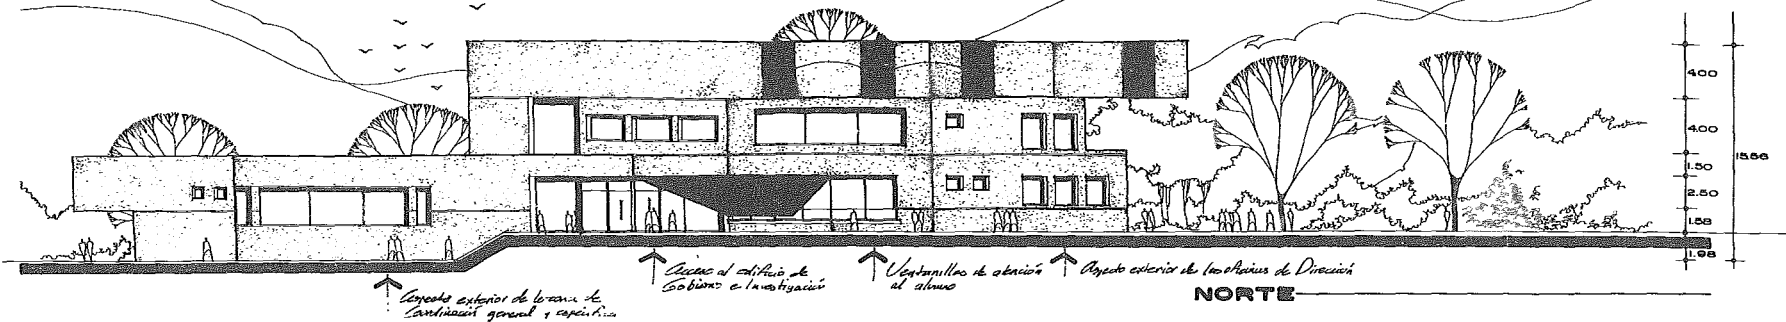 4.00
4.00
1.50
2.50
1.58
1.98
15.56
Acceso al edificio de
Gobierno e Investigación
Ventanillas de atención
al alumno
Aspecto exterior de las oficinas de Dirección
Aspecto exterior de la zona de
Coordinación general y
NORTE